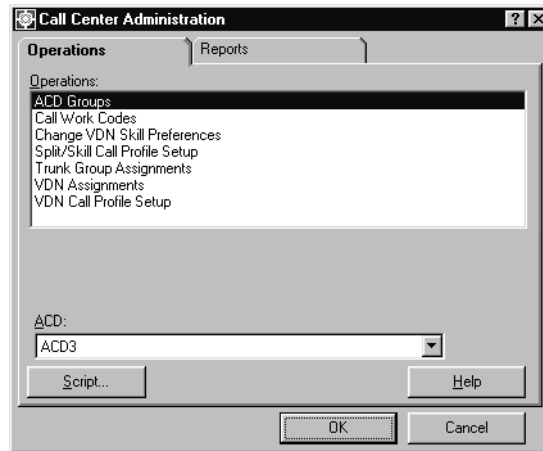 Call Center Administration
Operations Reports
Operations:
ACD Groups
Call Work Codes
Change VDN Skill Preferences
Split/Skill Call Profile Setup
Trunk Group Assignments
VDN Assignments
VDN Call Profile Setup
ACD:
ACD3
Script... Help
OK Cancel